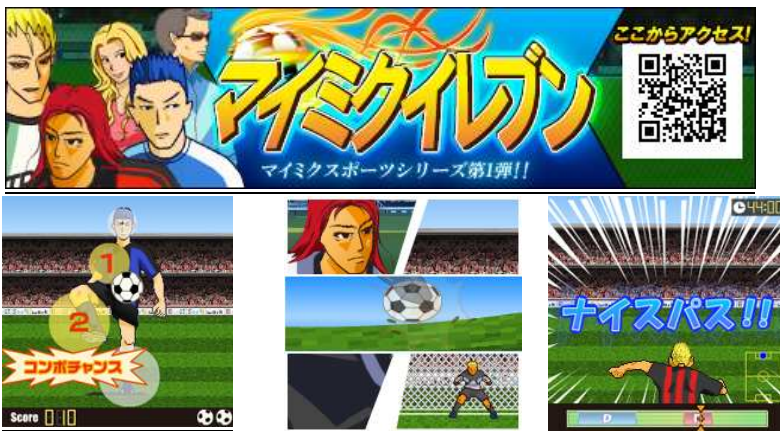 ここからアクセス!
マイミクイレブン
マイミクスポーツシリーズ第1弾!!
1
2
コンボチャンス
Score 0 10
44:00
ナイスパス!!
D